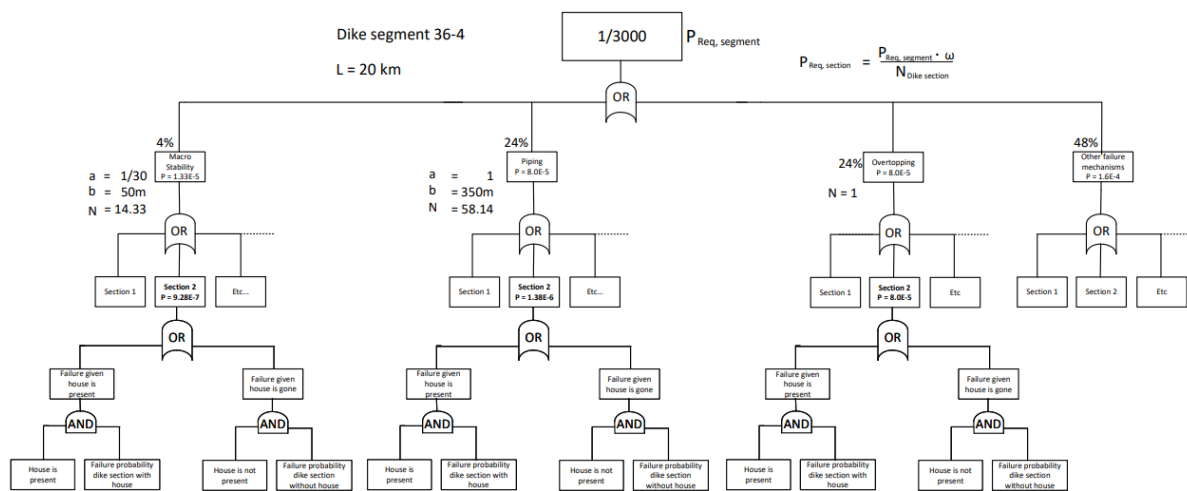 Dike segment 36-4
L = 20 km
1/3000
P Req, segment
P Req, section = P Req, segment · ω
N Dike section
OR
4%
Macro
Stability
P = 1.33E-5
a = 1/30
b = 50m
N = 14.33
24%
Piping
P = 8.0E-5
a = 1
b = 350m
N = 58.14
24%
Overtopping
P = 8.0E-5
N = 1
48%
Other failure
mechanisms
P = 1.6E-4
OR
OR
OR
OR
Section 1
Section 2
P = 9.28E-7
Etc...
Section 1
Section 2
P = 1.38E-6
Etc...
Section 1
Section 2
P = 8.0E-5
Etc
Section 1
Section 2
Etc
OR
OR
OR
Failure given
house is
present
Failure given
house is gone
Failure given
house is
present
Failure given
house is gone
Failure given
house is
present
Failure given
house is gone
AND
AND
AND
AND
AND
AND
House is
present
Failure probability
dike section with
house
House is not
present
Failure probability
dike section
without house
House is
present
Failure probability
dike section with
house
House is not
present
Failure probability
dike section
without house
House is
present
Failure probability
dike section with
house
House is not
present
Failure probability
dike section
without house